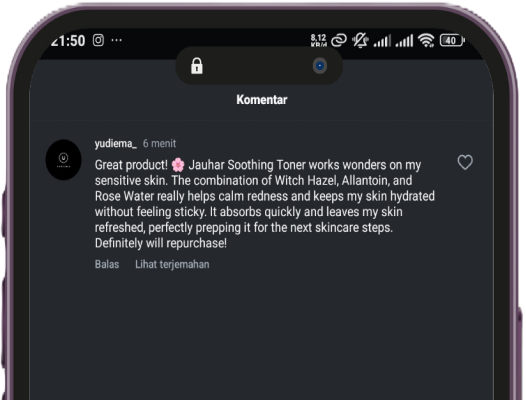 21:50
8,12
KB/d
40
Komentar
yudiema_ 6 menit
Great product! 🌸 Jauhar Soothing Toner works wonders on my
sensitive skin. The combination of Witch Hazel, Allantoin, and
Rose Water really helps calm redness and keeps my skin hydrated
without feeling sticky. It absorbs quickly and leaves my skin
refreshed, perfectly prepping it for the next skincare steps.
Definitely will repurchase!
Balas Lihat terjemahan